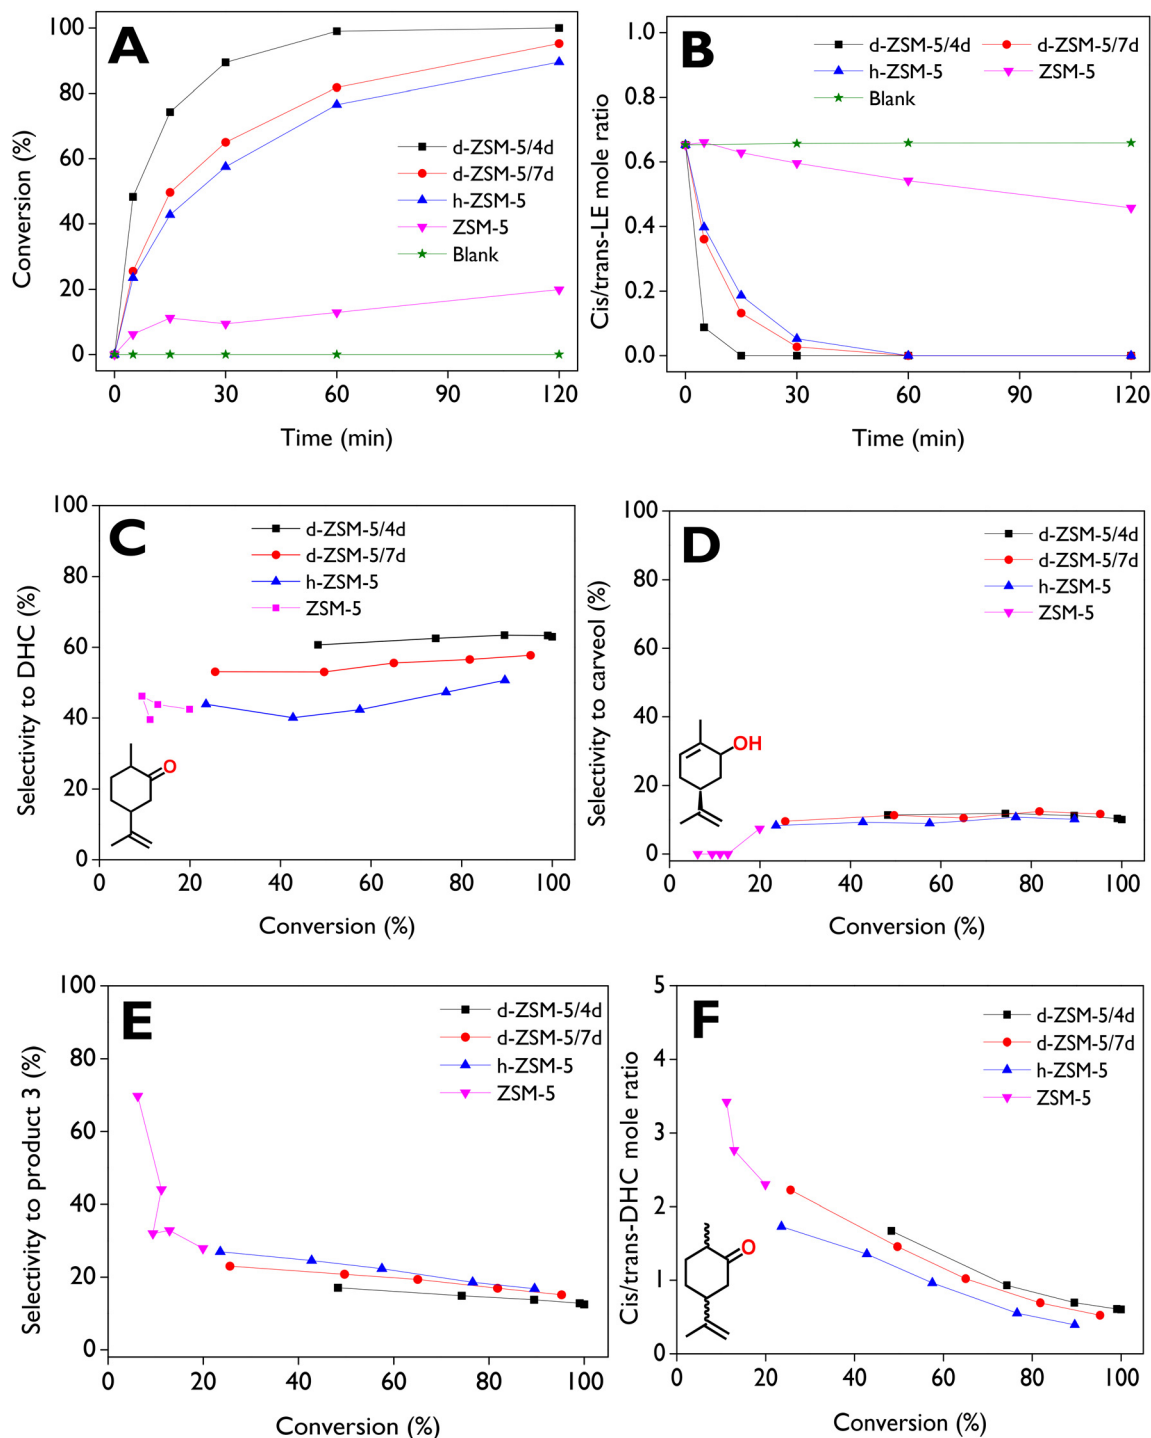 A
100
80
60
40
20
0
Conversion (%)
d-ZSM-5/4d
d-ZSM-5/7d
h-ZSM-5
ZSM-5
Blank
0 30 60 90 120
Time (min)
B
1.0
0.8
0.6
0.4
0.2
0.0
Cis/trans-LE mole ratio
d-ZSM-5/4d d-ZSM-5/7d
h-ZSM-5 ZSM-5
Blank
0 30 60 90 120
Time (min)
C
100
80
60
40
20
0
Selectivity to DHC (%)
d-ZSM-5/4d
d-ZSM-5/7d
h-ZSM-5
ZSM-5
O
0 20 40 60 80 100
Conversion (%)
D
100
80
60
40
20
0
Selectivity to carveol (%)
d-ZSM-5/4d
d-ZSM-5/7d
h-ZSM-5
ZSM-5
OH
0 20 40 60 80 100
Conversion (%)
E
100
80
60
40
20
0
Selectivity to product 3 (%)
d-ZSM-5/4d
d-ZSM-5/7d
h-ZSM-5
ZSM-5
0 20 40 60 80 100
Conversion (%)
F
5
4
3
2
1
0
Cis/trans-DHC mole ratio
d-ZSM-5/4d
d-ZSM-5/7d
h-ZSM-5
ZSM-5
O
0 20 40 60 80 100
Conversion (%)